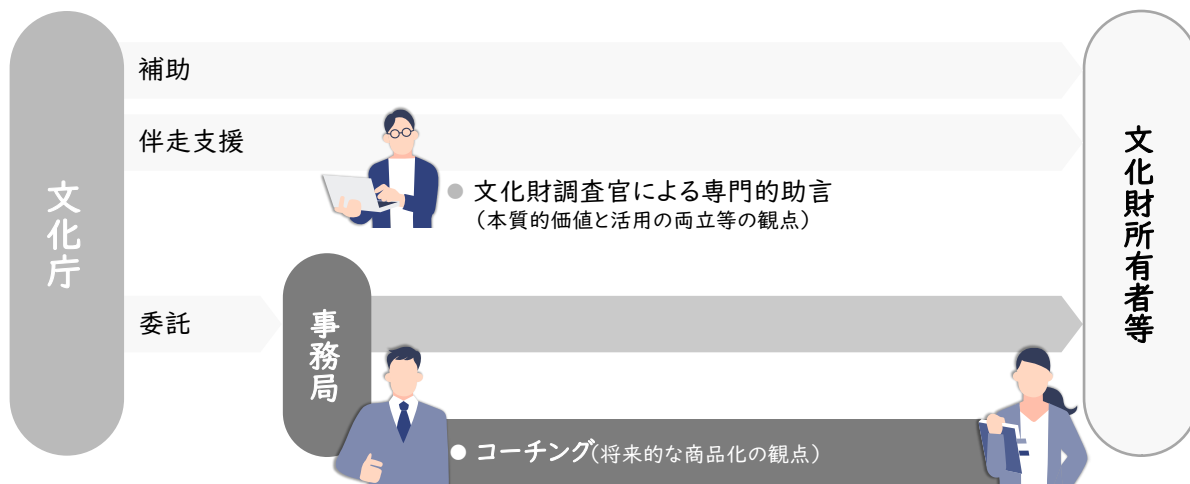 文化庁
補助
伴走支援
● 文化財調査官による専門的助言
（本質的価値と活用の両立等の観点）
委託
事務局
● コーチング（将来的な商品化の観点）
文化財所有者等